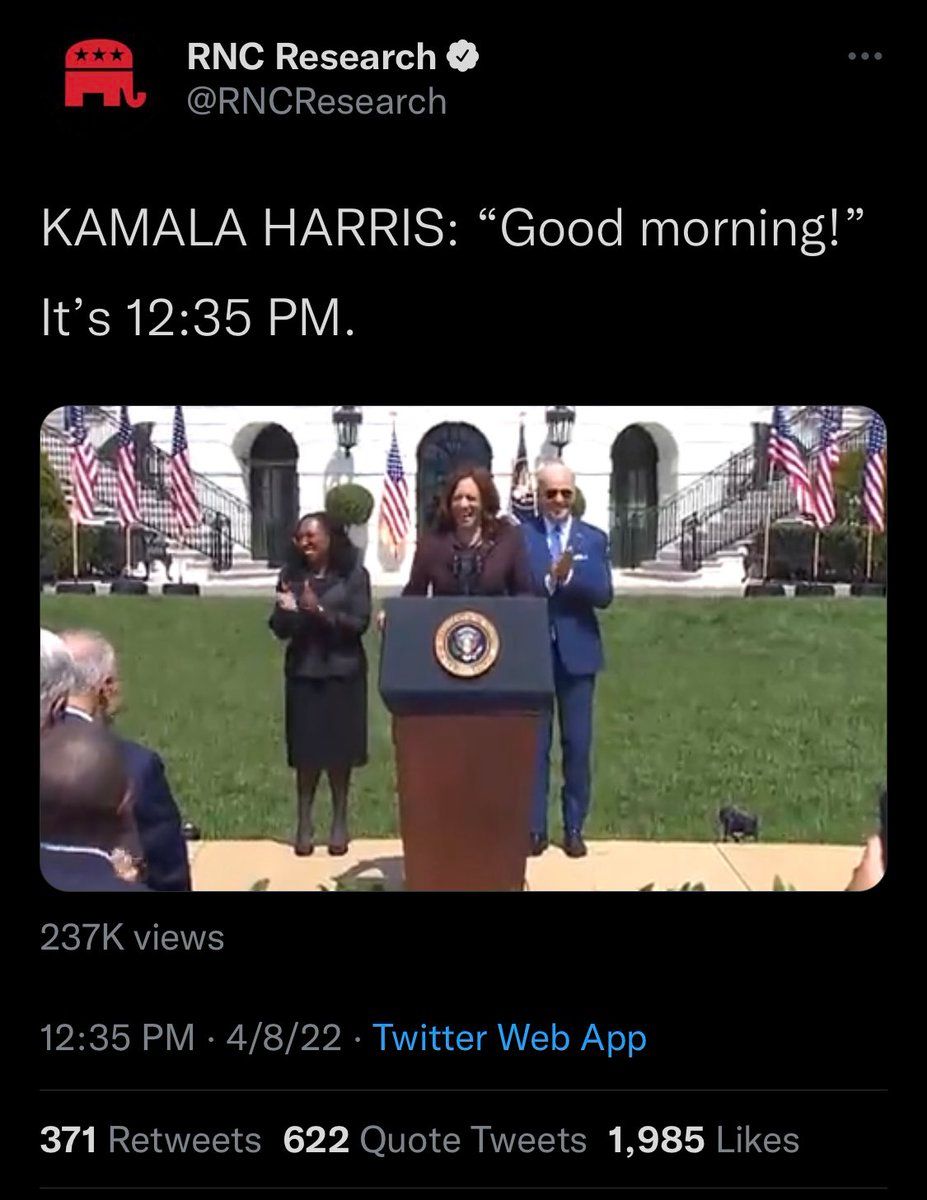 RNC Research
@RNCResearch
KAMALA HARRIS: “Good morning!”
It’s 12:35 PM.
237K views
12:35 PM · 4/8/22 · Twitter Web App
371 Retweets 622 Quote Tweets 1,985 Likes